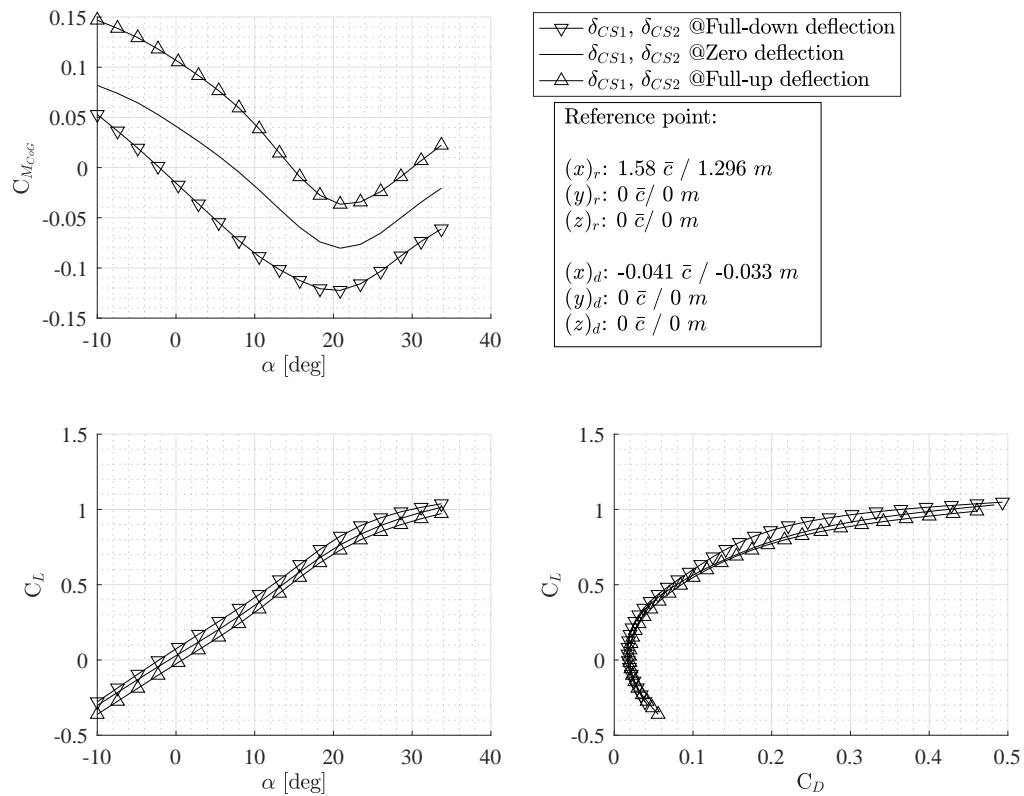 0.15
0.1
0.05
0
-0.05
-0.1
-0.15
C_{M_{CoG}}
-10 0 10 20 30 40
α [deg]
δ_{CS1}, δ_{CS2} @Full-down deflection
δ_{CS1}, δ_{CS2} @Zero deflection
δ_{CS1}, δ_{CS2} @Full-up deflection
Reference point:
(x)_r: 1.58 c̄ / 1.296 m
(y)_r: 0 c̄/ 0 m
(z)_r: 0 c̄/ 0 m
(x)_d: -0.041 c̄ / -0.033 m
(y)_d: 0 c̄ / 0 m
(z)_d: 0 c̄ / 0 m
1.5
1
0.5
0
-0.5
C_L
-10 0 10 20 30 40
α [deg]
1.5
1
0.5
0
-0.5
C_L
0 0.1 0.2 0.3 0.4 0.5
C_D